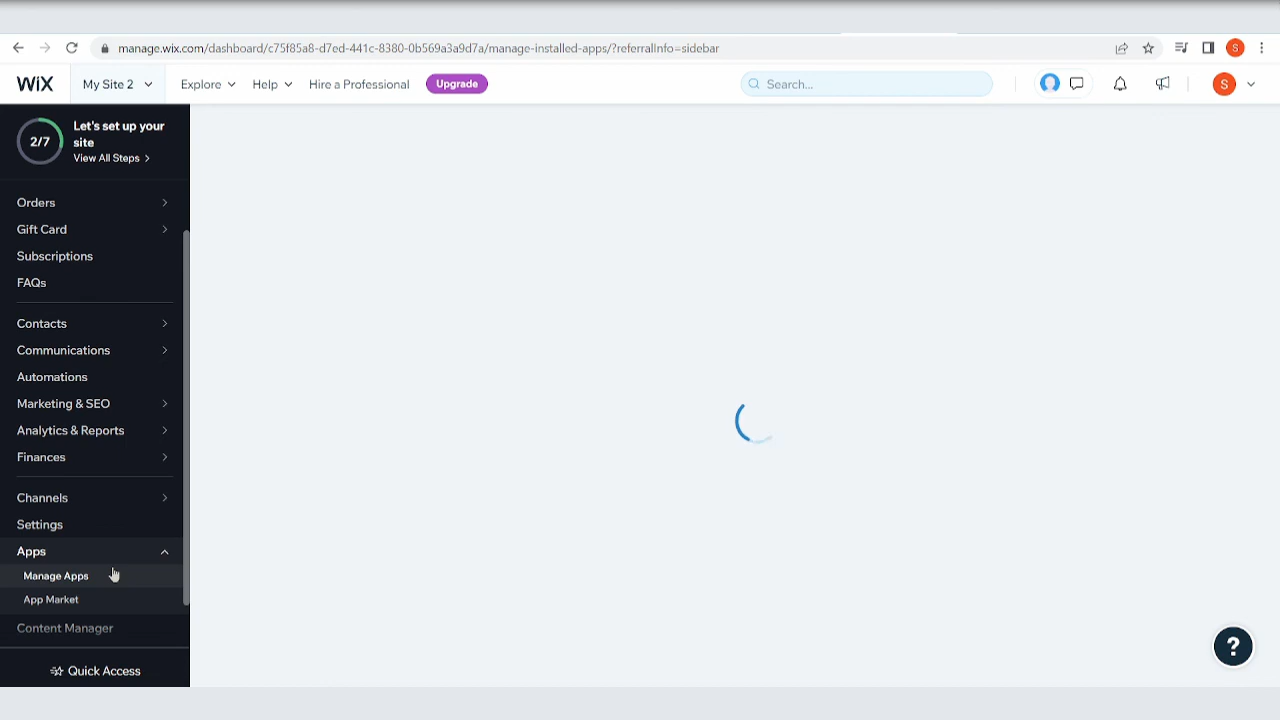 manage.wix.com/dashboard/c75f85a8-d7ed-441c-8380-0b569a3a9d7a/manage-installed-apps/?referralInfo=sidebar
S
WiX
My Site 2
Explore
Help
Hire a Professional
Upgrade
Search...
S
2/7
Let's set up your
site
View All Steps >
Orders
Gift Card
Subscriptions
FAQs
Contacts
Communications
Automations
Marketing & SEO
Analytics & Reports
Finances
Channels
Settings
Apps
Manage Apps
App Market
Content Manager
Quick Access
?